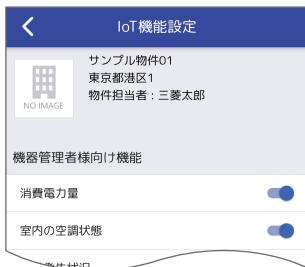 IoT機能設定
サンプル物件01
東京都港区1
物件担当者:三菱太郎
NO IMAGE
機器管理者様向け機能
消費電力量
室内の空調状態